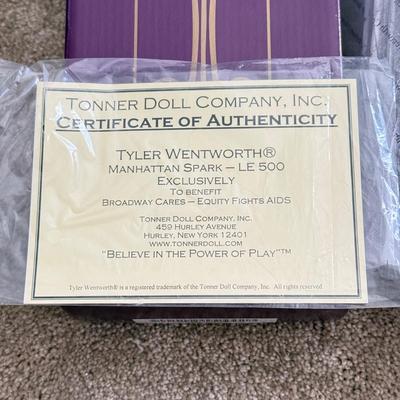 Tonner Doll Company, Inc.
Certificate of Authenticity
Tyler Wentworth®
Manhattan Spark – LE 500
Exclusively
to benefit
Broadway Cares – Equity Fights AIDS
Tonner Doll Company, Inc.
459 Hurley Avenue
Hurley, New York 12401
www.tonnerdoll.com
"Believe in the Power of Play"™
Tyler Wentworth® is a registered trademark of the Tonner Doll Company, Inc. All rights reserved